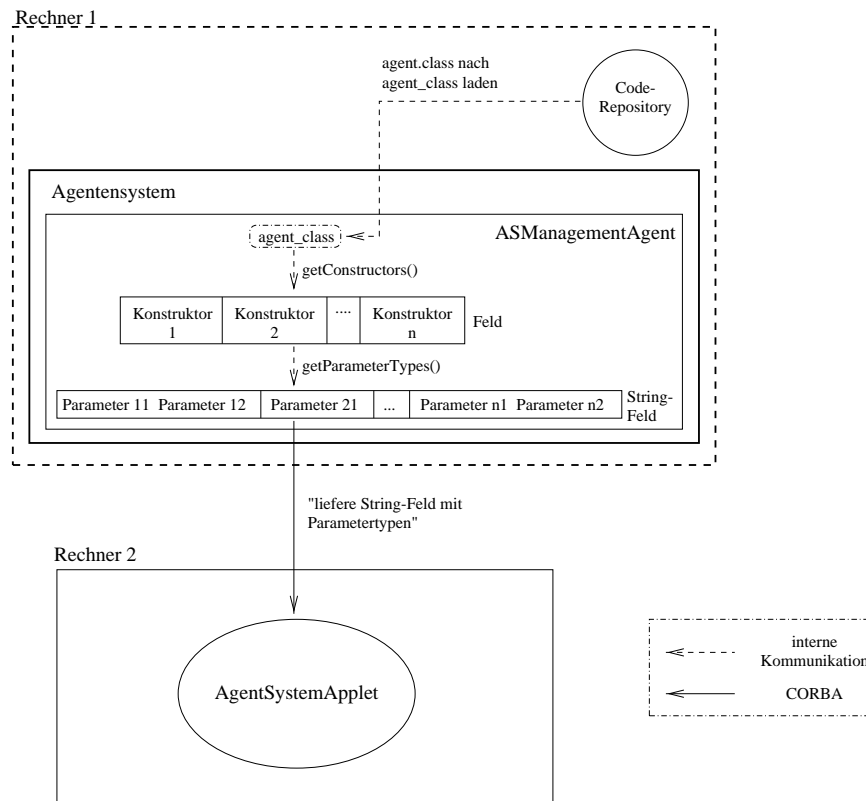 Rechner 1
agent.class nach
agent_class laden
Code-
Repository
Agentensystem
ASManagementAgent
agent_class
getConstructors()
Konstruktor
1
Konstruktor
2
....
Konstruktor
n
Feld
getParameterTypes()
Parameter 11 Parameter 12
Parameter 21
...
Parameter n1 Parameter n2
String-
Feld
"liefere String-Feld mit
Parametertypen"
Rechner 2
AgentSystemApplet
interne
Kommunikation
CORBA